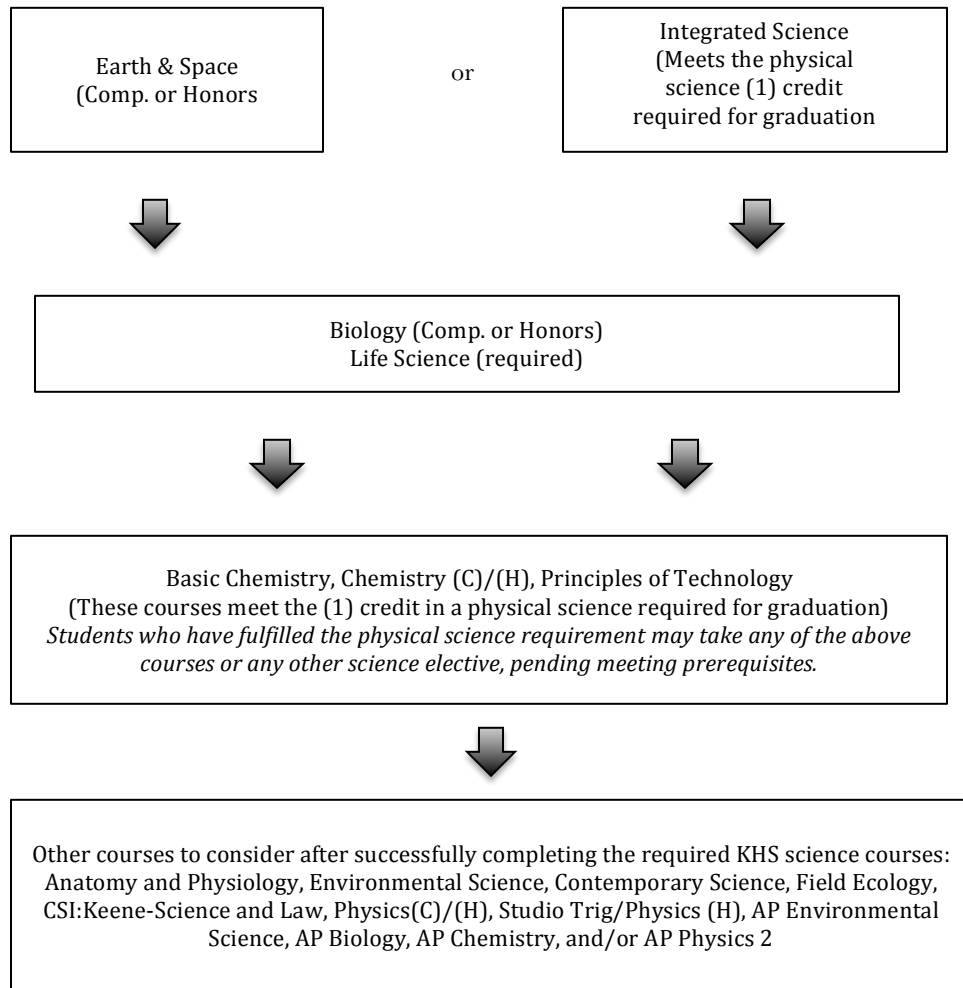 Earth & Space
(Comp. or Honors
or
Integrated Science
(Meets the physical
science (1) credit
required for graduation
Biology (Comp. or Honors)
Life Science (required)
Basic Chemistry, Chemistry (C)/(H), Principles of Technology
(These courses meet the (1) credit in a physical science required for graduation)
Students who have fulfilled the physical science requirement may take any of the above
courses or any other science elective, pending meeting prerequisites.
Other courses to consider after successfully completing the required KHS science courses:
Anatomy and Physiology, Environmental Science, Contemporary Science, Field Ecology,
CSI:Keene-Science and Law, Physics(C)/(H), Studio Trig/Physics (H), AP Environmental
Science, AP Biology, AP Chemistry, and/or AP Physics 2